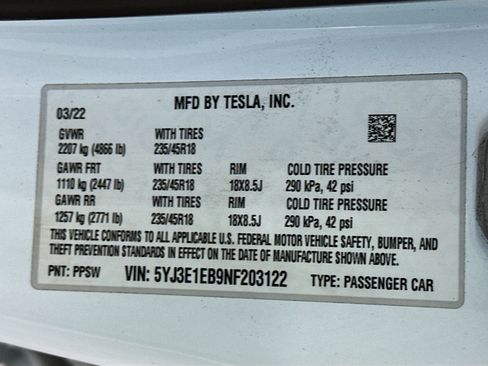 MFD BY TESLA, INC.
03/22
GVWR WITH TIRES
2207 kg (4866 lb) 235/45R18
GAWR FRT WITH TIRES RIM COLD TIRE PRESSURE
1110 kg (2447 lb) 235/45R18 18X8.5J 290 kPa, 42 psi
GAWR RR WITH TIRES RIM COLD TIRE PRESSURE
1257 kg (2771 lb) 235/45R18 18X8.5J 290 kPa, 42 psi
THIS VEHICLE CONFORMS TO ALL APPLICABLE U.S. FEDERAL MOTOR VEHICLE SAFETY, BUMPER, AND
THEFT PREVENTION STANDARDS IN EFFECT ON THE DATE OF MANUFACTURE SHOWN ABOVE.
PNT: PPSW VIN: 5YJ3E1EB9NF203122 TYPE: PASSENGER CAR